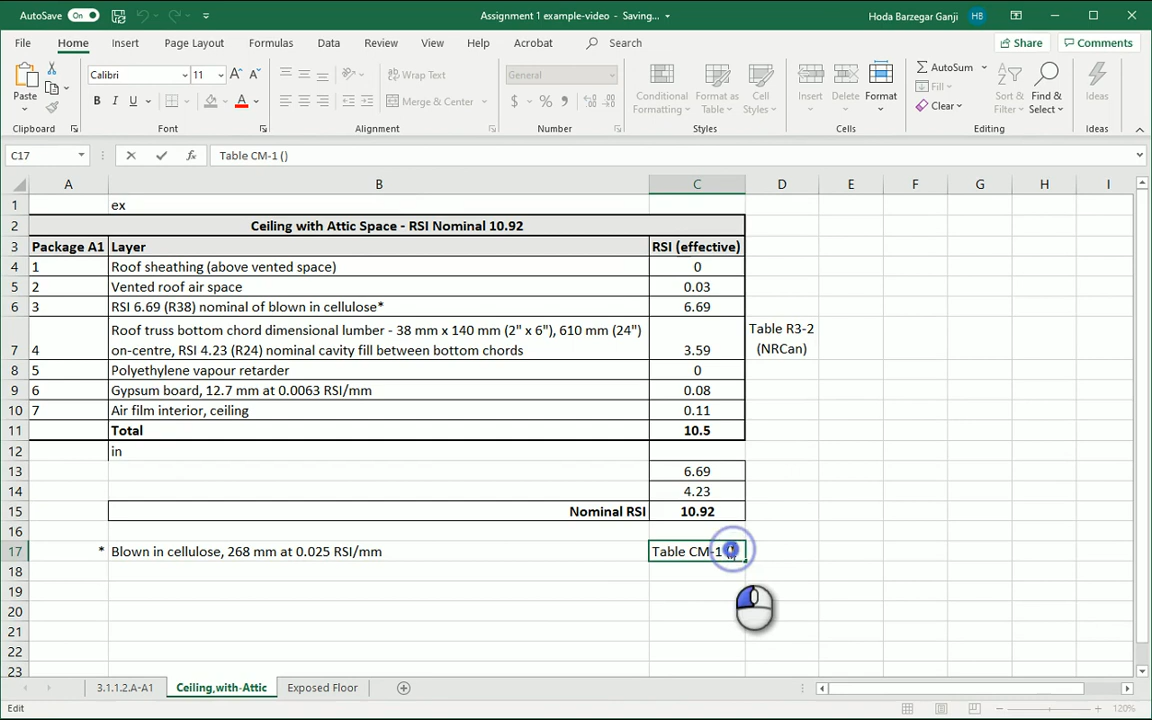 AutoSave On
Assignment 1 example-video - Saving...
Hoda Barzegar Ganji HB
File Home Insert Draw Page Layout Formulas Data Review View Help Acrobat Search Share Comments
Paste
Calibri 11
Wrap Text
General
Merge & Center
Conditional Formatting
Format as Table
Cell Styles
Insert Delete Format
AutoSum
Fill
Clear
Sort & Filter
Find & Select
Ideas
Clipboard Font Alignment Number Styles Cells Editing Ideas
C17 fx Table CM-1 ()
A B C D E F G H I
1 ex
2 Ceiling with Attic Space - RSI Nominal 10.92
3 Package A1 Layer RSI (effective)
4 1 Roof sheathing (above vented space) 0
5 2 Vented roof air space 0.03
6 3 RSI 6.69 (R38) nominal of blown in cellulose* 6.69
Roof truss bottom chord dimensional lumber - 38 mm x 140 mm (2" x 6"), 610 mm (24") Table R3-2
7 4 on-centre, RSI 4.23 (R24) nominal cavity fill between bottom chords 3.59 (NRCan)
8 5 Polyethylene vapour retarder 0
9 6 Gypsum board, 12.7 mm at 0.0063 RSI/mm 0.08
10 7 Air film interior, ceiling 0.11
11 Total 10.5
12 in
13 6.69
14 4.23
15 Nominal RSI 10.92
16
17 * Blown in cellulose, 268 mm at 0.025 RSI/mm Table CM-1
18
19
20
21
22
23
3.1.1.2.A-A1 Ceiling,with-Attic Exposed Floor
Edit 120%